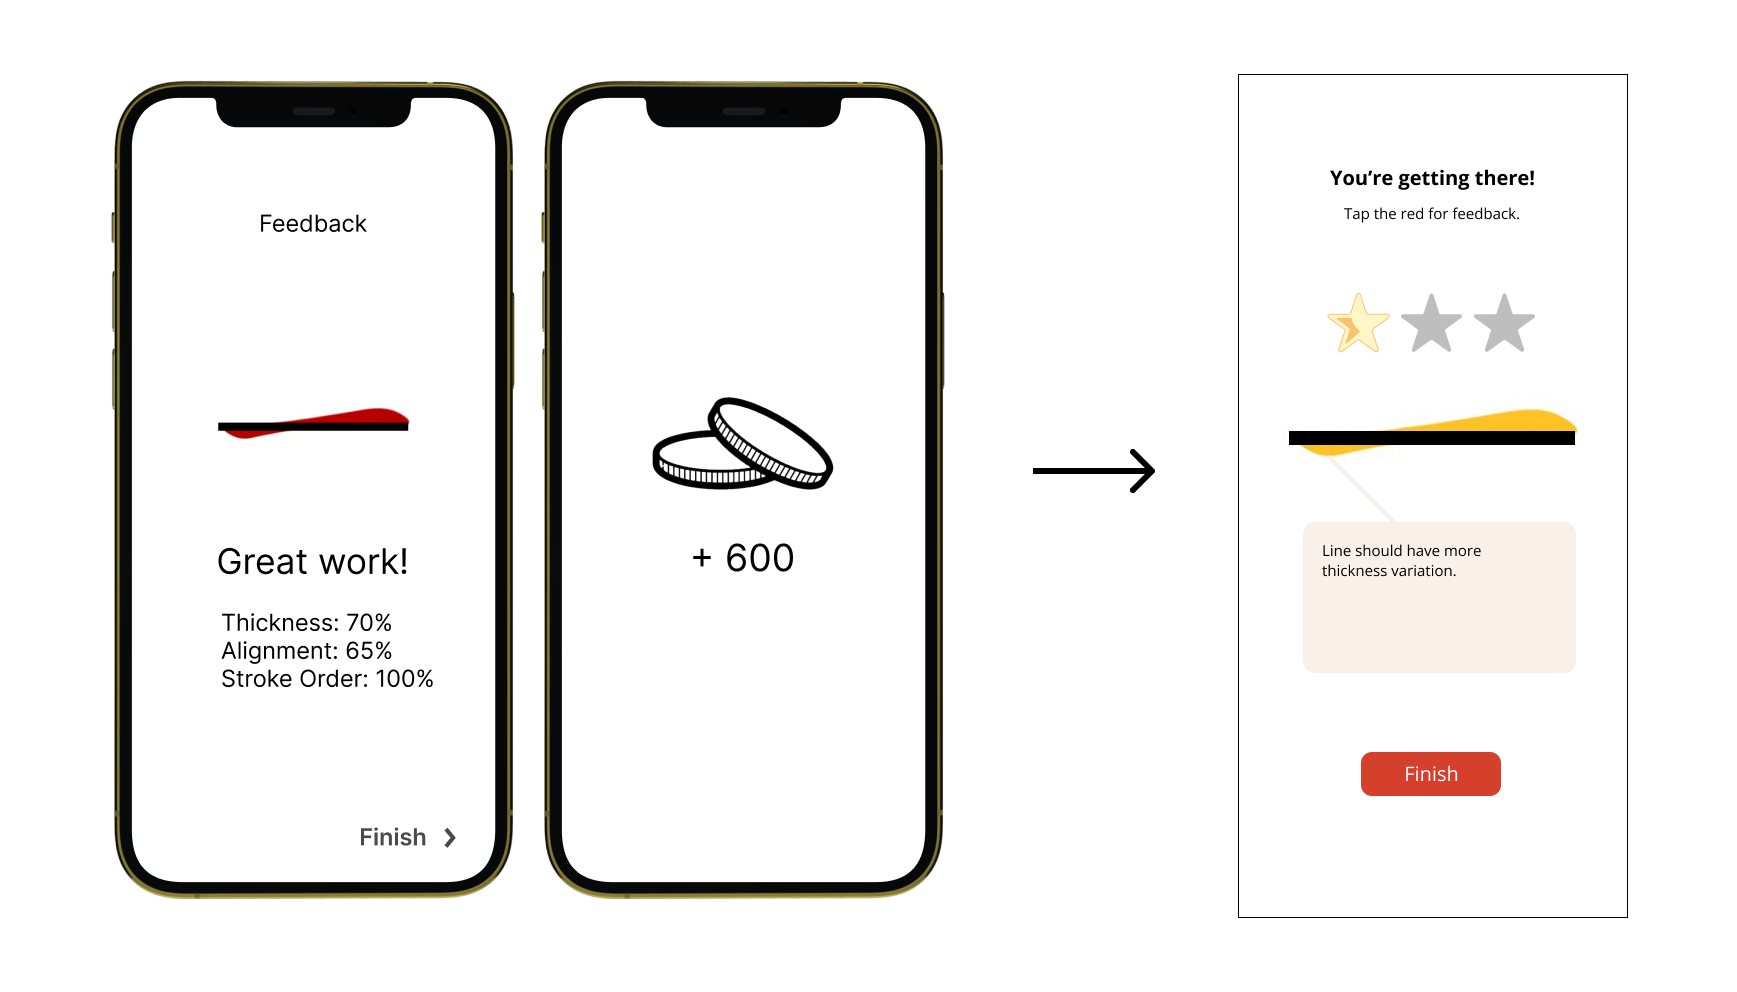 Feedback
Great work!
Thickness: 70%
Alignment: 65%
Stroke Order: 100%
Finish
+ 600
You’re getting there!
Tap the red for feedback.
Line should have more
thickness variation.
Finish